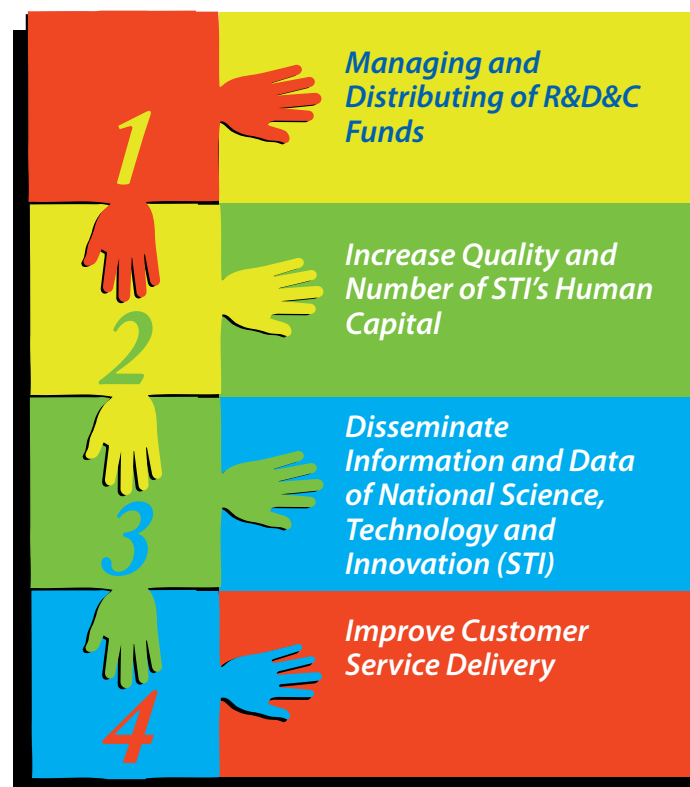 1
Managing and
Distributing of R&D&C
Funds
2
Increase Quality and
Number of STI’s Human
Capital
3
Disseminate
Information and Data
of National Science,
Technology and
Innovation (STI)
4
Improve Customer
Service Delivery